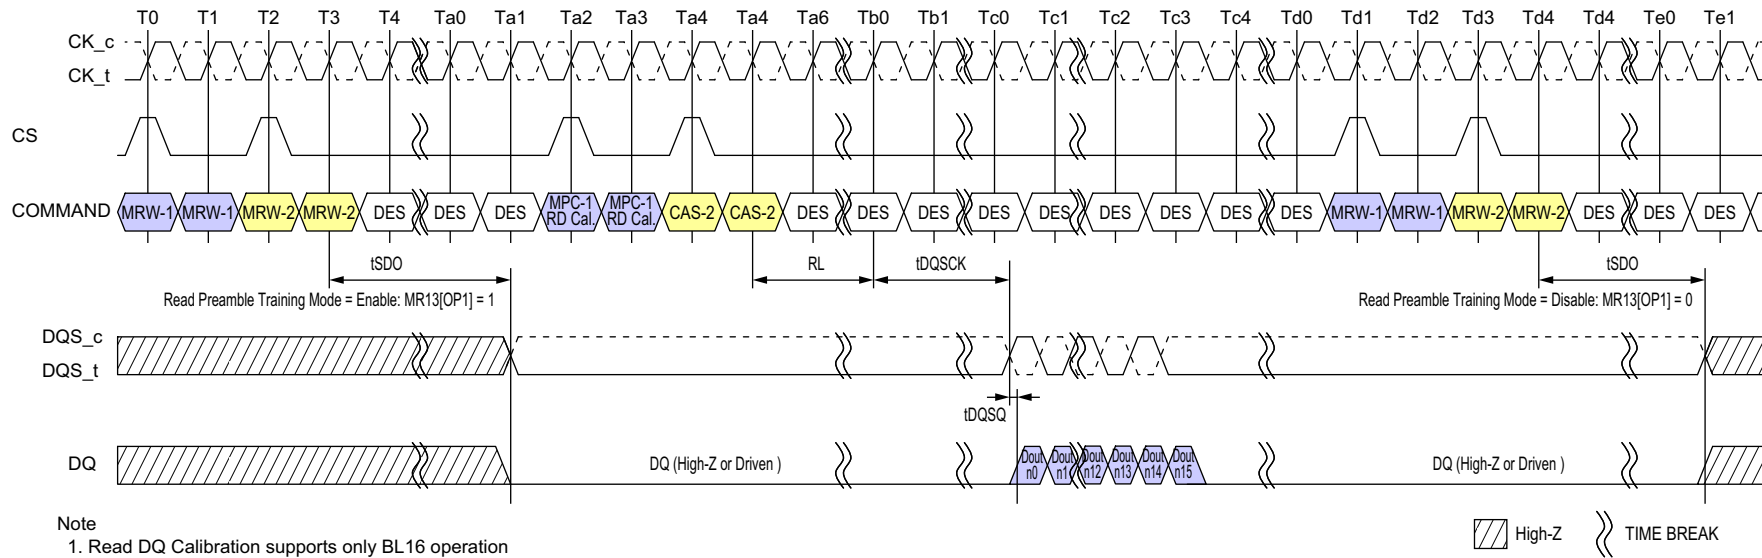 T0 T1 T2 T3 T4 Ta0 Ta1 Ta2 Ta3 Ta4 Ta4 Ta6 Tb0 Tb1 Tc0 Tc1 Tc2 Tc3 Tc4 Td0 Td1 Td2 Td3 Td4 Td4 Te0 Te1
CK_c
CK_t
CS
COMMAND MRW-1 MRW-1 MRW-2 MRW-2 DES DES DES MPC-1 RD Cal. MPC-1 RD Cal. CAS-2 CAS-2 DES DES DES DES DES DES DES DES DES MRW-1 MRW-1 MRW-2 MRW-2 DES DES DES
tSDO RL tDQSCK tSDO
Read Preamble Training Mode = Enable: MR13[OP1] = 1 Read Preamble Training Mode = Disable: MR13[OP1] = 0
DQS_c
DQS_t
tDQSQ
DQ DQ (High-Z or Driven ) Dout n0 Dout n1 Dout n12 Dout n13 Dout n14 Dout n15 DQ (High-Z or Driven )
Note
1. Read DQ Calibration supports only BL16 operation
High-Z TIME BREAK